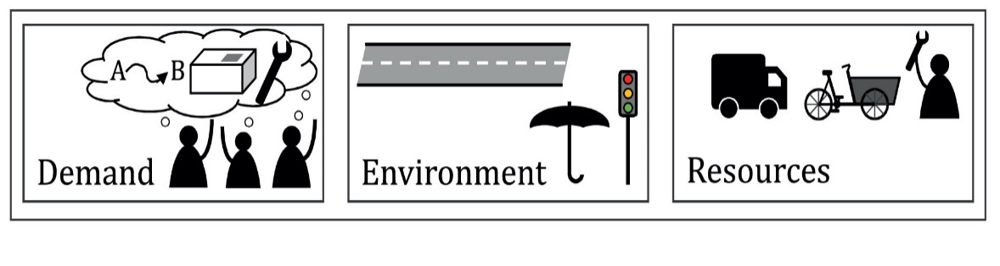 A B
Demand
Environment
Resources